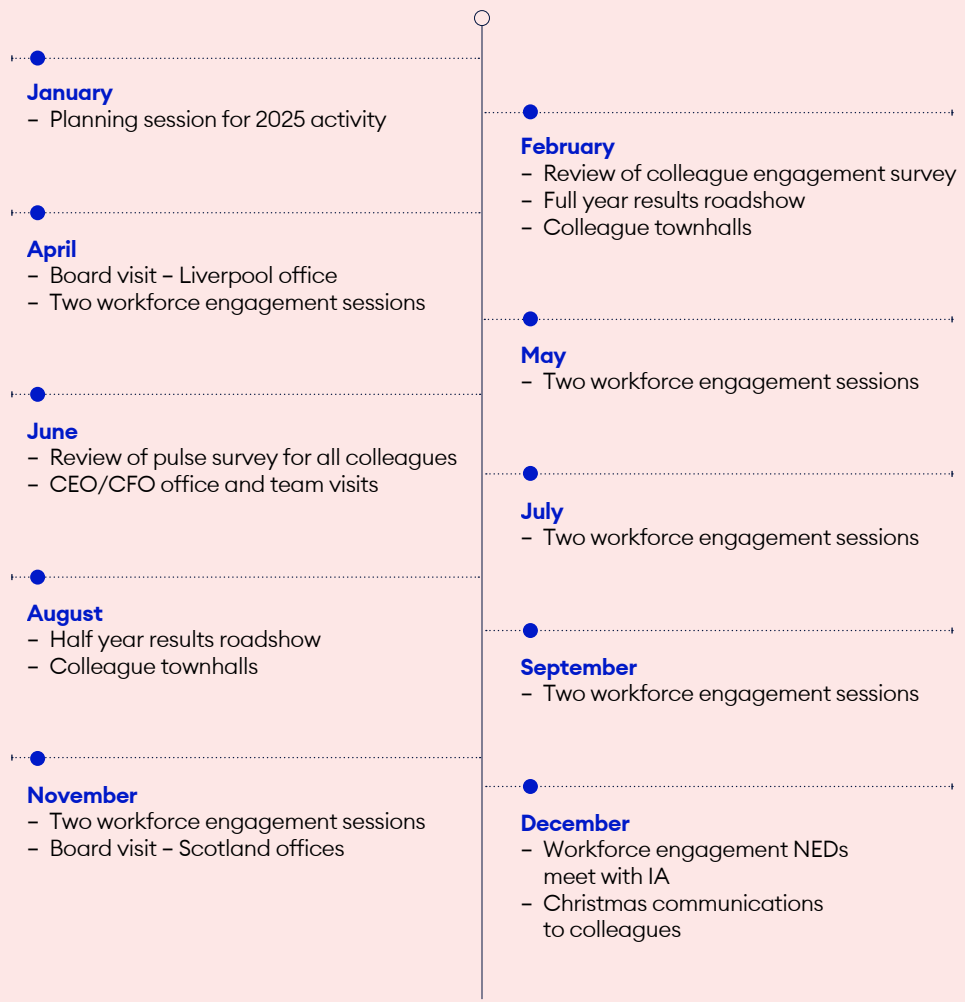 January
– Planning session for 2025 activity
February
– Review of colleague engagement survey
– Full year results roadshow
– Colleague townhalls
April
– Board visit – Liverpool office
– Two workforce engagement sessions
May
– Two workforce engagement sessions
June
– Review of pulse survey for all colleagues
– CEO/CFO office and team visits
July
– Two workforce engagement sessions
August
– Half year results roadshow
– Colleague townhalls
September
– Two workforce engagement sessions
November
– Two workforce engagement sessions
– Board visit – Scotland offices
December
– Workforce engagement NEDs
meet with IA
– Christmas communications
to colleagues